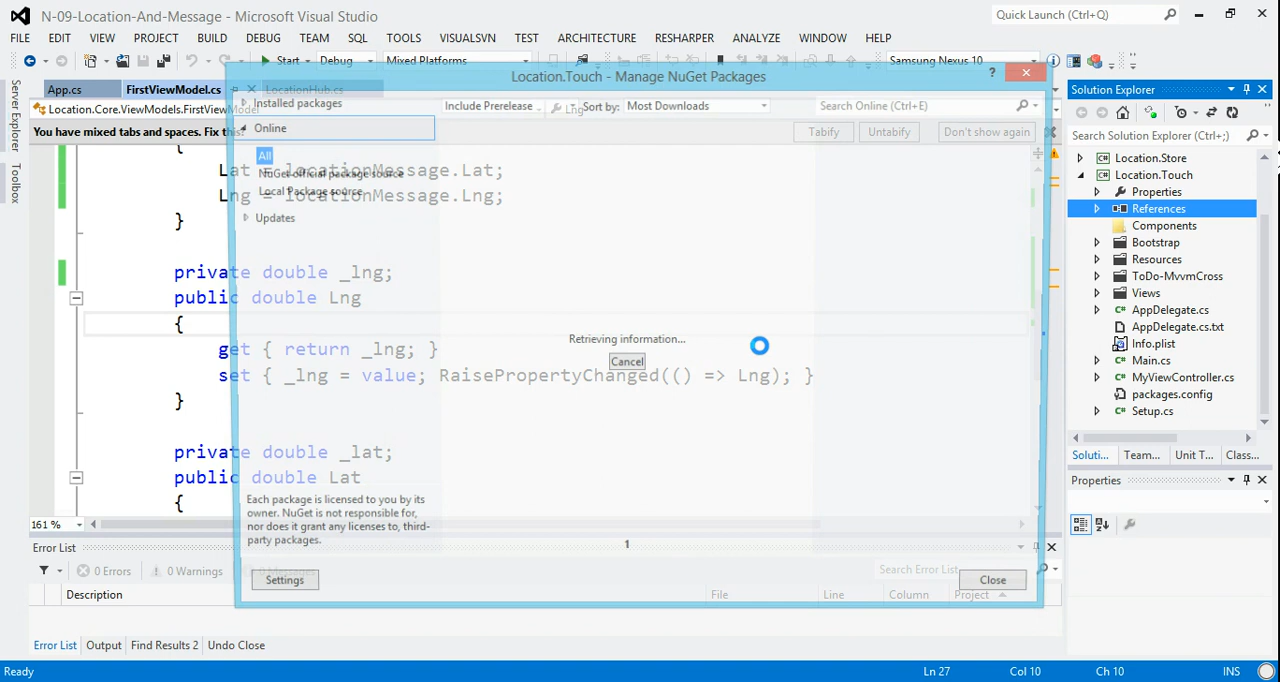 N-09-Location-And-Message - Microsoft Visual Studio
Quick Launch (Ctrl+Q)
FILE EDIT VIEW PROJECT BUILD DEBUG TEAM SQL TOOLS VISUALSVN TEST ARCHITECTURE RESHARPER ANALYZE WINDOW HELP
Start Debug Mixed Platforms Samsung Nexus 10
Location.Touch - Manage NuGet Packages
App.cs FirstViewModel.cs LocationHub.cs
Location.Core.ViewModels.FirstViewModel
Lng
You have mixed tabs and spaces. Fix this?
Tabify Untabify Don't show again
Installed packages
Include Prerelease Sort by: Most Downloads Search Online (Ctrl+E)
Online
All
NuGet official package source
Local Package source
Updates
Retrieving information...
Cancel
Each package is licensed to you by its
owner. NuGet is not responsible for,
nor does it grant any licenses to, third-
party packages.
1
Settings
Close
{
Lat = locationMessage.Lat;
Lng = locationMessage.Lng;
}
private double _lng;
public double Lng
{
get { return _lng; }
set { _lng = value; RaisePropertyChanged(() => Lng); }
}
private double _lat;
public double Lat
{
161 %
Server Explorer
Toolbox
Solution Explorer
Search Solution Explorer (Ctrl+;)
Location.Store
Location.Touch
Properties
References
Components
Bootstrap
Resources
ToDo-MvvmCross
Views
AppDelegate.cs
AppDelegate.cs.txt
Info.plist
Main.cs
MyViewController.cs
packages.config
Setup.cs
Soluti... Team... Unit T... Class...
Properties
Error List
0 Errors 0 Warnings 0 Messages
Search Error List
Description File Line Column Project
Error List Output Find Results 2 Undo Close
Ready Ln 27 Col 10 Ch 10 INS